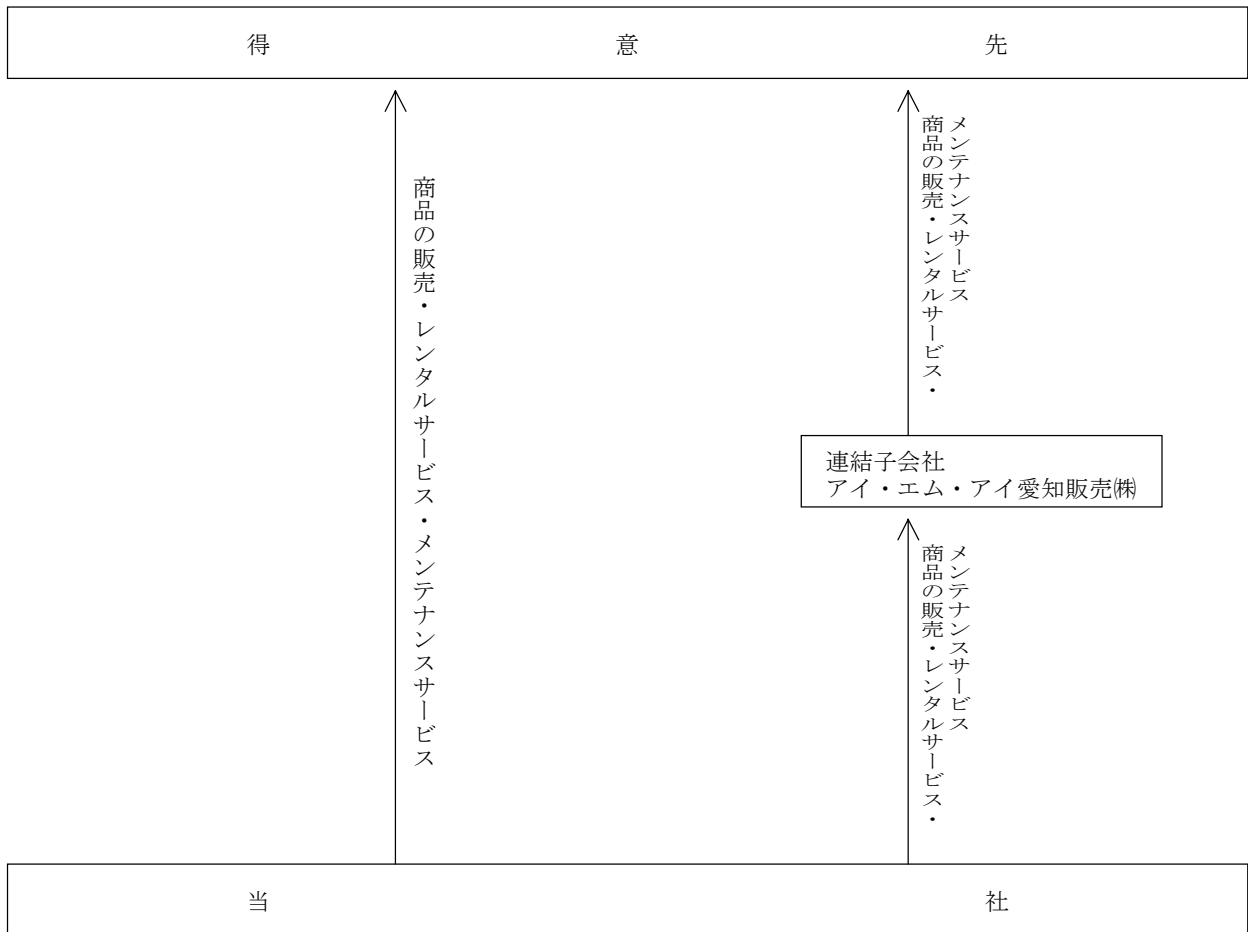 得意先
商品の販売・レンタルサービス・メンテナンスサービス
商品の販売・レンタルサービス・
メンテナンスサービス
連結子会社
アイ・エム・アイ愛知販売㈱
商品の販売・レンタルサービス・
メンテナンスサービス
当社